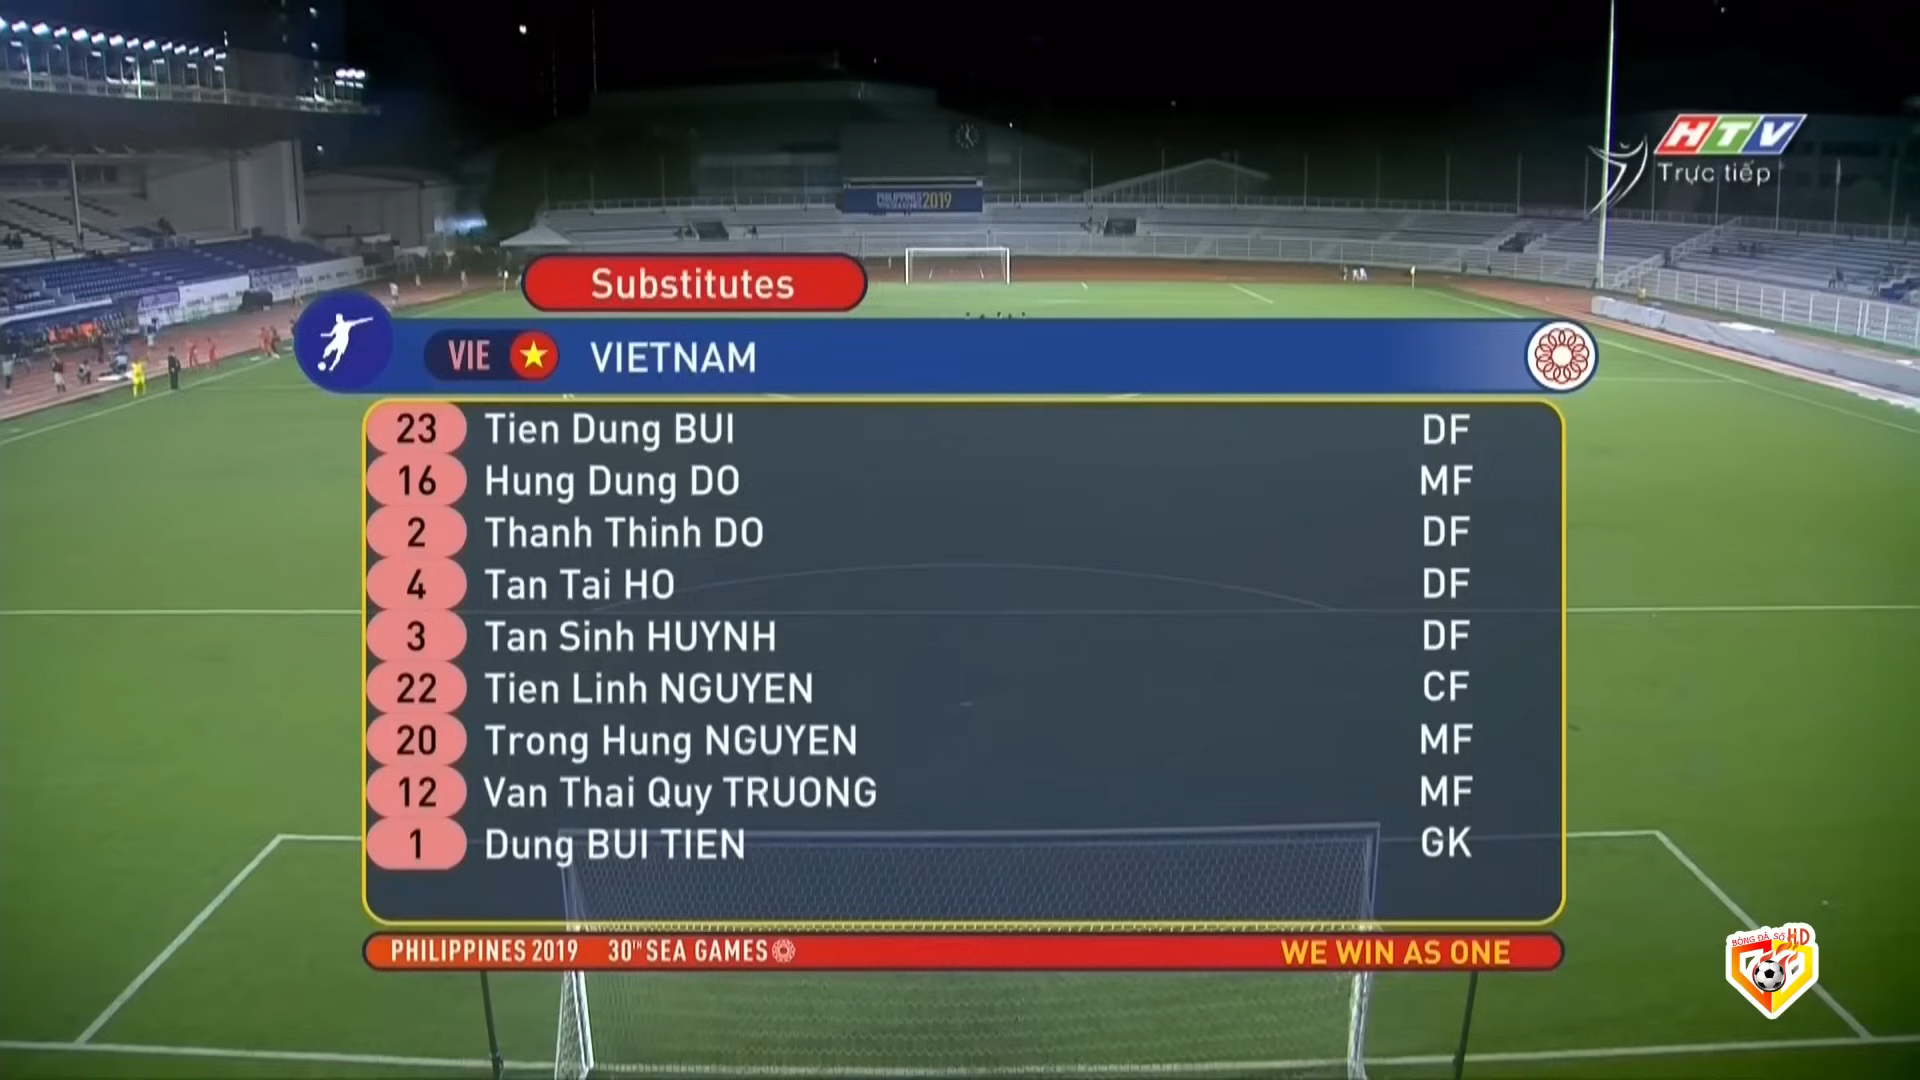 HTV
Trực tiếp
PHILIPPINES 2019
Substitutes
VIE VIETNAM
23 Tien Dung BUI DF
16 Hung Dung DO MF
2 Thanh Thinh DO DF
4 Tan Tai HO DF
3 Tan Sinh HUYNH DF
22 Tien Linh NGUYEN CF
20 Trong Hung NGUYEN MF
12 Van Thai Quy TRUONG MF
1 Dung BUI TIEN GK
PHILIPPINES 2019 30TH SEA GAMES WE WIN AS ONE
BÓNG ĐÁ SỐ HD